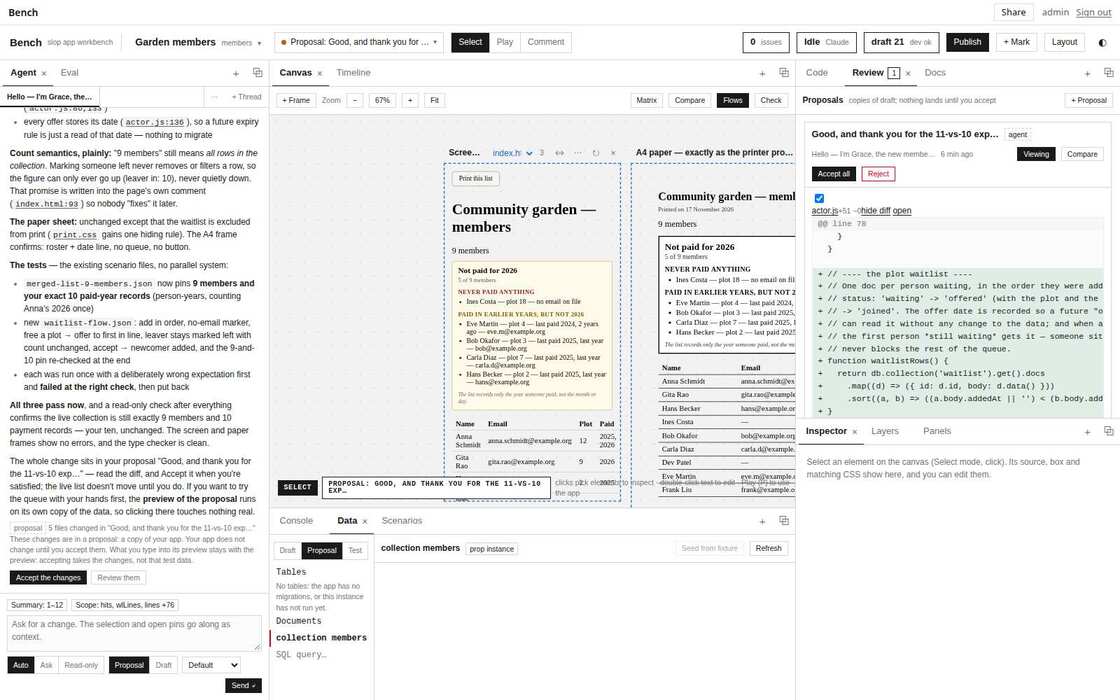 Bench
Share admin Sign out
Bench slop app workbench Garden members members Proposal: Good, and thank you for ... Select Play Comment 0 issues Idle Claude draft 21 dev ok Publish + Mark Layout
Agent × Eval
Hello — I'm Grace, the... ... + Thread
every offer stores its date ( actor.js:136 ), so a future expiry rule is just a read of that date — nothing to migrate
Count semantics, plainly: "9 members" still means all rows in the collection. Marking someone left never removes or filters a row, so the figure can only ever go up (leaver in: 10), never quietly down. That promise is written into the page's own comment ( index.html:93 ) so nobody "fixes" it later.
The paper sheet: unchanged except that the waitlist is excluded from print ( print.css gains one hiding rule). The A4 frame confirms: roster + date line, no queue, no button.
The tests — the existing scenario files, no parallel system:
merged-list-9-members.json now pins 9 members and your exact 10 paid-year records (person-years, counting Anna's 2026 once)
new waitlist-flow.json : add in order, no-email marker, free a plot → offer to first in line, leaver stays marked left with count unchanged, accept → newcomer added, the 9-and-10 pin re-checked at the end
each was run once with a deliberately wrong expectation first and failed at the right check, then put back
All three pass now, and a read-only check after everything confirms the live collection is still exactly 9 members and 10 payment records — your ten, unchanged. The screen and paper frames show no errors, and the type checker is clean.
The whole change sits in your proposal "Good, and thank you for the 11-vs-10 exp…" — read the diff, and Accept it when you're satisfied; the live list doesn't move until you do. If you want to try the queue with your hands first, the preview of the proposal runs on its own copy of the data, so clicking there touches nothing real.
proposal 5 files changed in "Good, and thank you for the 11-vs-10 exp…"
These changes are in a proposal: a copy of your app. Your app does not change until you accept them. What you type into its preview stays with the preview: accepting takes the changes, not that test data.
Accept the changes Review them
Summary: 1–12 Scope: hits, wlLines, lines +76
Ask for a change. The selection and open pins go along as context.
Auto Ask Read-only Proposal Draft Default
Send
Canvas × Timeline
+ Frame Zoom − 67% + Fit Matrix Compare Flows Check
Scree... 3 ×
Print this list
Community garden — members
9 members
Not paid for 2026
5 of 9 members
NEVER PAID ANYTHING
Ines Costa — plot 18 — no email on file
PAID IN EARLIER YEARS, BUT NOT 2026
Eve Martin — plot 4 — last paid 2024, 2 years ago — eve.m@example.org
Bob Okafor — plot 3 — last paid 2025, last year — bob@example.org
Carla Diaz — plot 7 — last paid 2025, last year — carla.d@example.org
Hans Becker — plot 2 — last paid 2025, last year — hans@example.org
The list records only the year someone paid, not the month or day.
Name Email Plot Paid
Anna Schmidt anna.schmidt@example.org 12 2025, 2026
Gita Rao gita.rao@example.org 9 2026
A4 paper — exactly as the printer pro...
Community garden — memb
Printed on 17 November 2026
9 members
Not paid for 2026
5 of 9 members
NEVER PAID ANYTHING
Ines Costa — plot 18 — no email on fil
PAID IN EARLIER YEARS, BUT NOT 2
Eve Martin — plot 4 — last paid 2024,
Bob Okafor — plot 3 — last paid 2025,
Carla Diaz — plot 7 — last paid 2025, l
Hans Becker — plot 2 — last paid 2025
The list records only the year someone paid, not the m
Name Email
Anna Schmidt anna.schmidt@ex
Gita Rao gita.rao@example
Hans Becker hans@example.org
Ines Costa —
Bob Okafor bob@example.org
Carla Diaz carla.d@example.
Dev Patel —
Eve Martin eve.m@example.o
Frank Liu frank@example.or
SELECT PROPOSAL: GOOD, AND THANK YOU FOR THE 11-VS-10 EXP…
Console Data × Scenarios
Draft Proposal Test
collection members prop instance Seed from fixture Refresh
Tables
No tables: the app has no migrations, or this instance has not run yet.
Documents
collection members
SQL query…
Code Review 1 Docs
Proposals copies of draft; nothing lands until you accept + Proposal
Good, and thank you for the 11-vs-10 exp… agent
Hello — I'm Grace, the new membe… 6 min ago Viewing Compare
Accept all Reject
actor.js+51 −0hide diff open
@@ line 78
}
}
+ // ---- the plot waitlist ----
+ // One doc per person waiting, in the order they were add
+ // status: 'waiting' -> 'offered' (with the plot and the
+ // -> 'joined'. The offer date is recorded so a future "o
+ // can read it without any change to the data; and when a
+ // the first person *still waiting* gets it — someone sit
+ // never blocks the rest of the queue.
+ function waitlistRows() {
+ return db.collection('waitlist').get().docs
+ .map((d) => ({ id: d.id, body: d.data() }))
+ .sort((a, b) => ((a.body.addedAt || '') < (b.body.add
+ }
Inspector × Layers Panels
Select an element on the canvas (Select mode, click). Its source, box and matching CSS show here, and you can edit them.